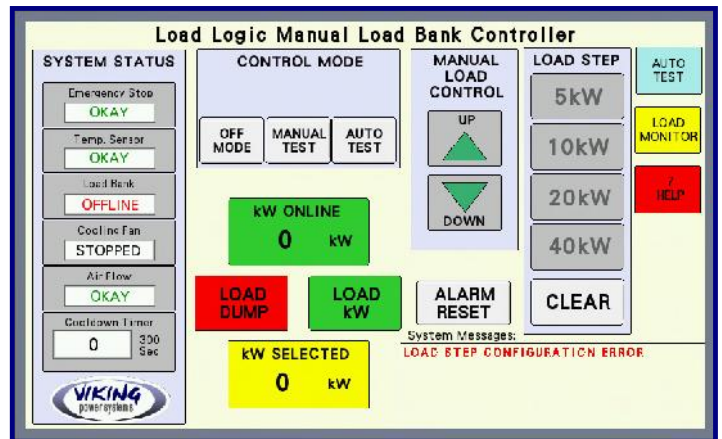 Load Logic Manual Load Bank Controller
SYSTEM STATUS
Emergency Stop
OKAY
Temp. Sensor
OKAY
Load Bank
OFFLINE
Cooling Fan
STOPPED
Air Flow
OKAY
Cooldown Timer
0
300
Sec
VIKING
powersystems
CONTROL MODE
OFF
MODE
MANUAL
TEST
AUTO
TEST
kW ONLINE
0 kW
LOAD
DUMP
LOAD
kW
kW SELECTED
0 kW
MANUAL
LOAD
CONTROL
UP
DOWN
ALARM
RESET
System Messages:
LOAD STEP CONFIGURATION ERROR
LOAD STEP
5kW
10kW
20kW
40kW
CLEAR
AUTO
TEST
LOAD
MONITOR
?
HELP